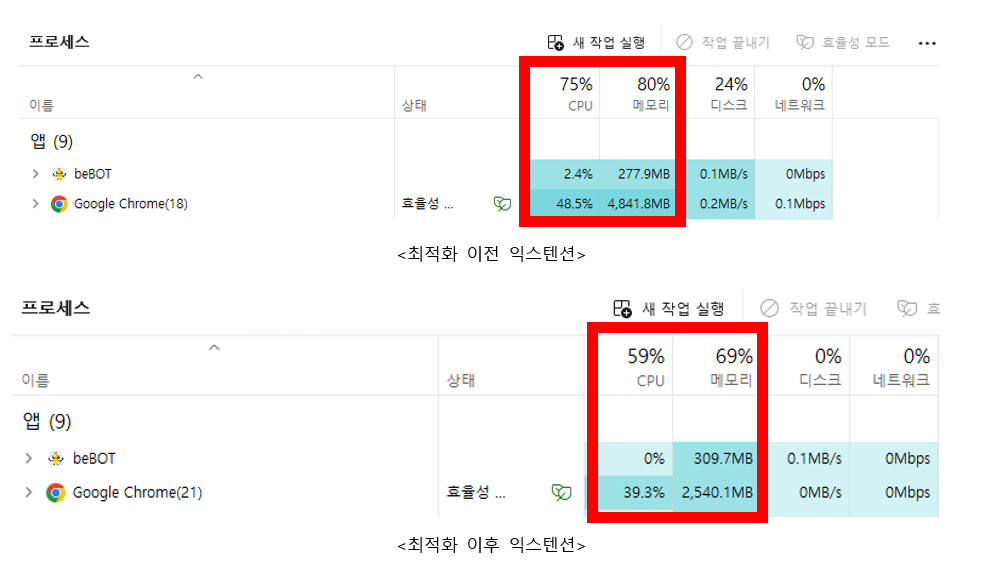 프로세스 새 작업 실행 작업 끝내기 효율성 모드 ...
75% 80% 24% 0%
이름 상태 CPU 메모리 디스크 네트워크
앱 (9)
beBOT 2.4% 277.9MB 0.1MB/s 0Mbps
Google Chrome(18) 효율성 ... 48.5% 4,841.8MB 0.2MB/s 0.1Mbps
<최적화 이전 익스텐션>
프로세스 새 작업 실행 작업 끝내기 효
59% 69% 0% 0%
이름 상태 CPU 메모리 디스크 네트워크
앱 (9)
beBOT 0% 309.7MB 0.1MB/s 0Mbps
Google Chrome(21) 효율성 ... 39.3% 2,540.1MB 0MB/s 0Mbps
<최적화 이후 익스텐션>